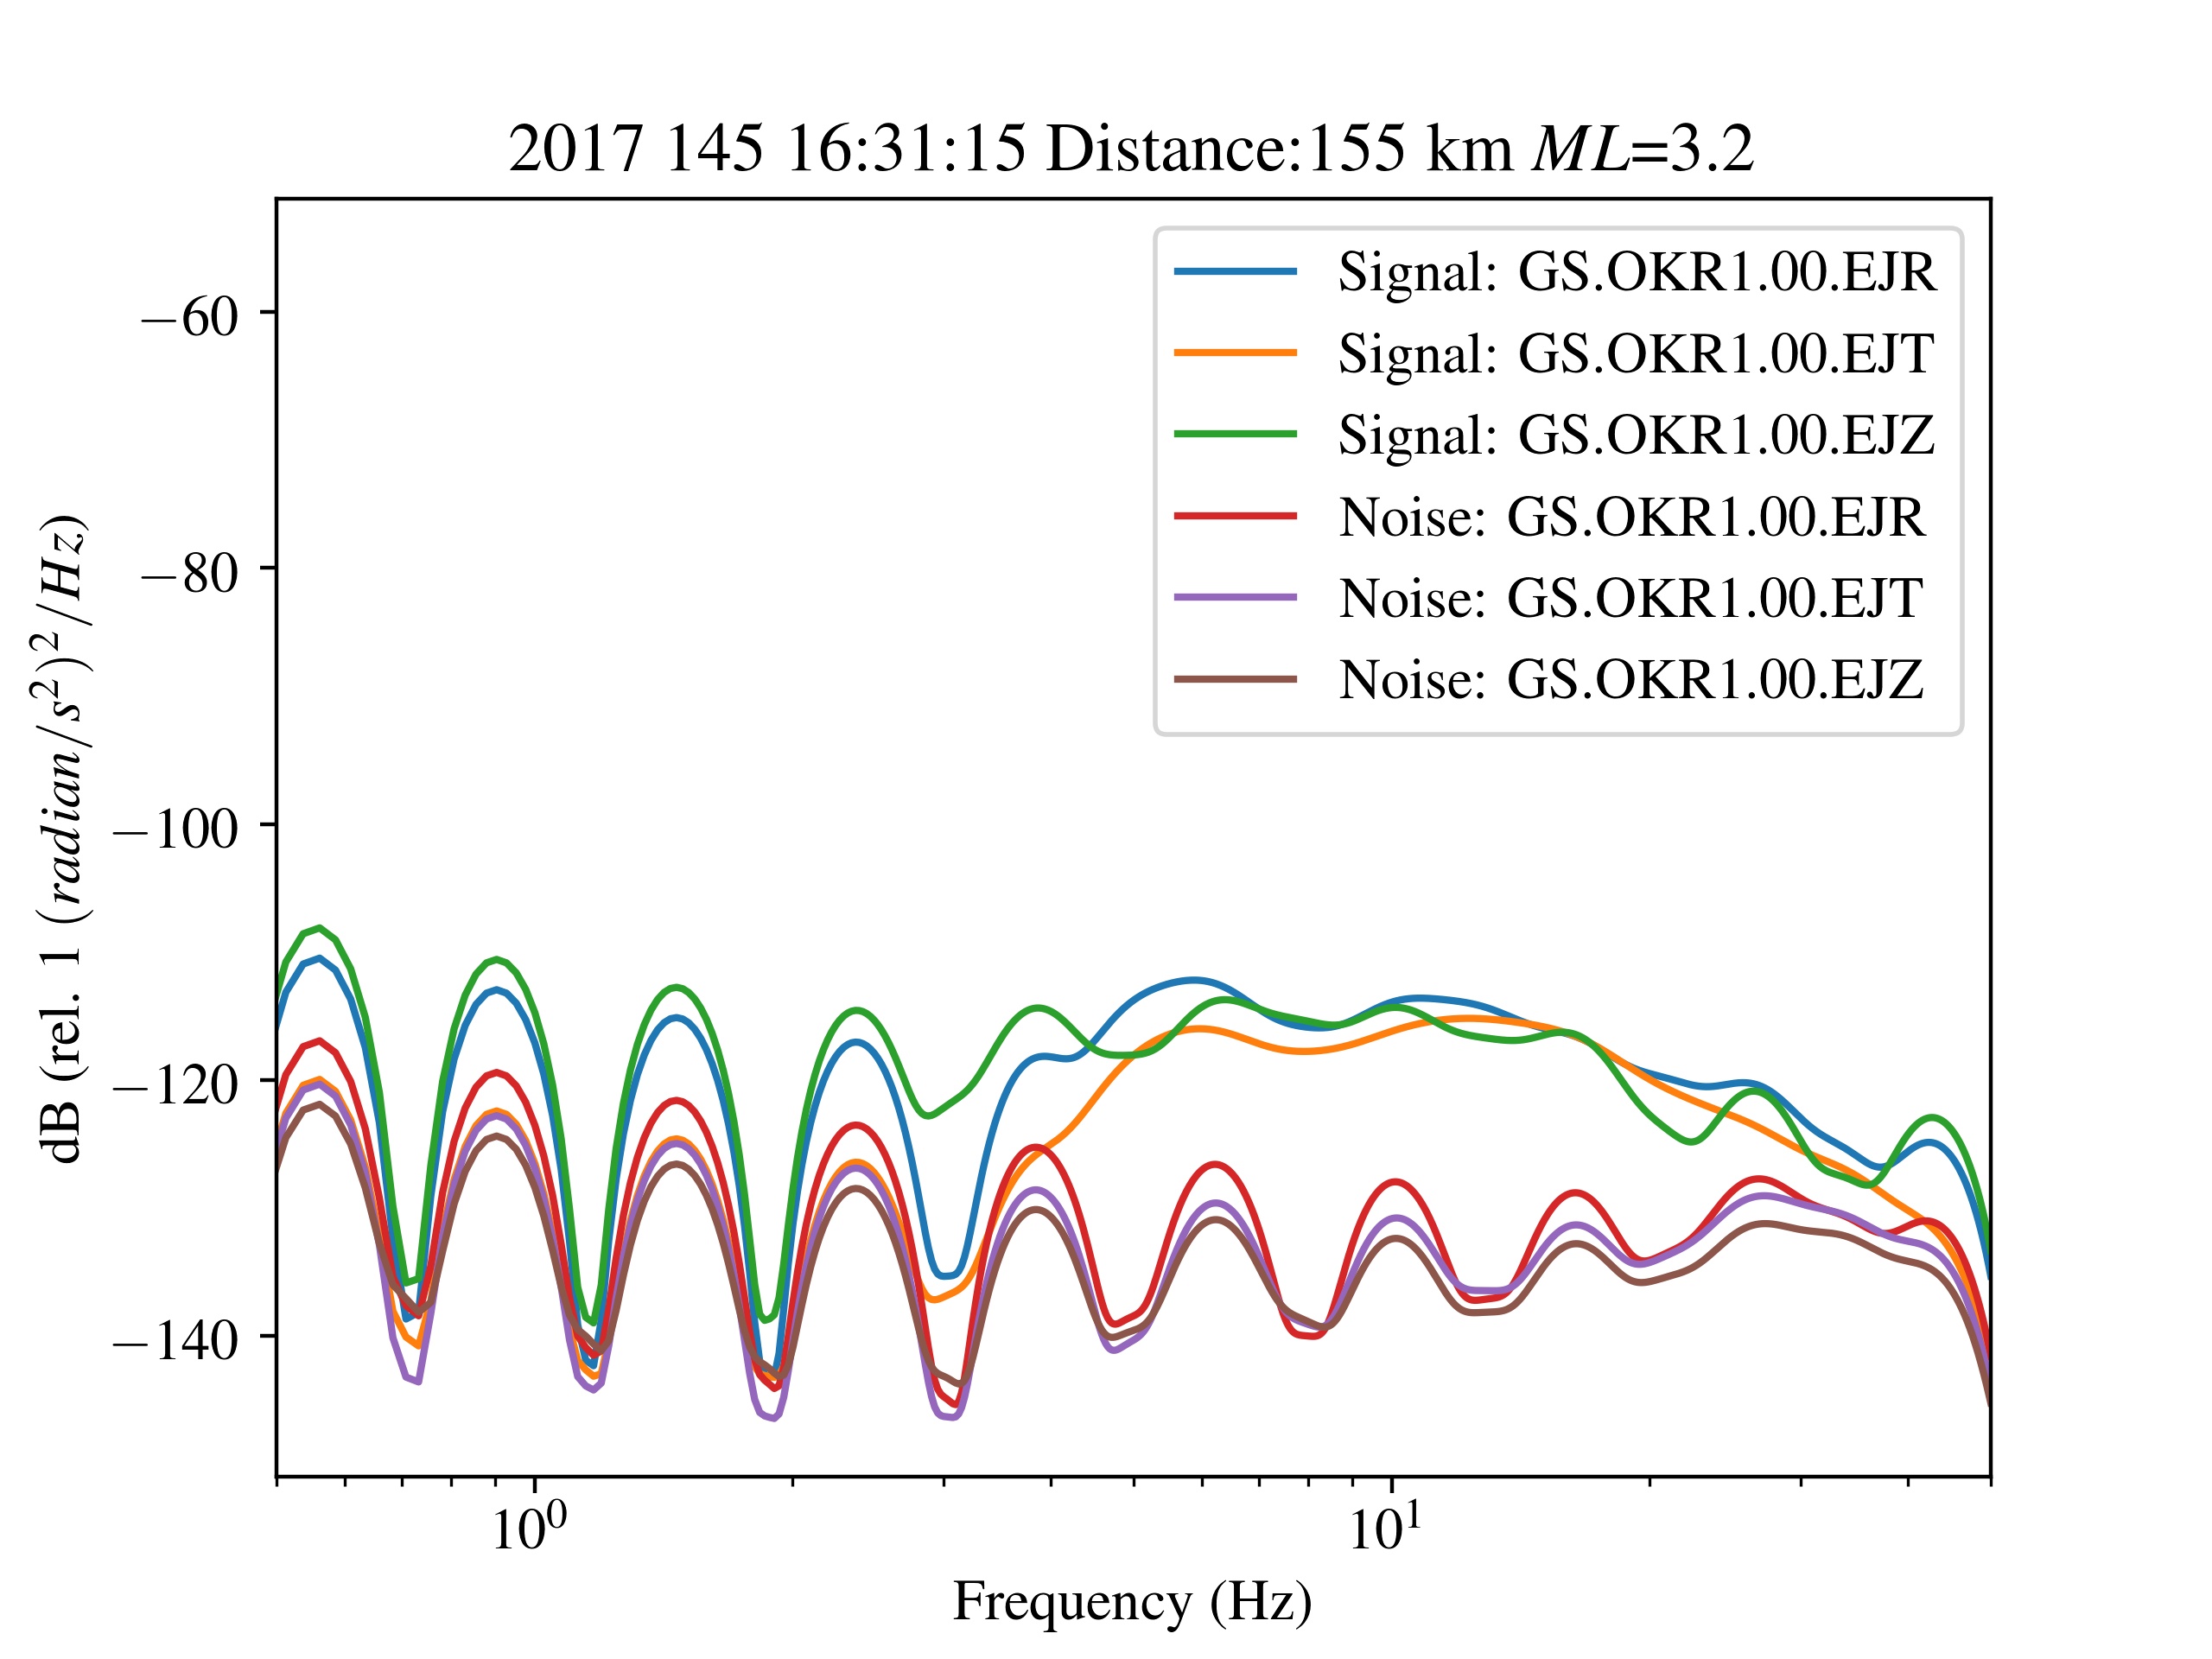 2017 145 16:31:15 Distance:155 km ML=3.2
Signal: GS.OKR1.00.EJR
Signal: GS.OKR1.00.EJT
Signal: GS.OKR1.00.EJZ
Noise: GS.OKR1.00.EJR
Noise: GS.OKR1.00.EJT
Noise: GS.OKR1.00.EJZ
dB (rel. 1 (radian/s²)²/Hz)
−60
−80
−100
−120
−140
10⁰ 10¹
Frequency (Hz)